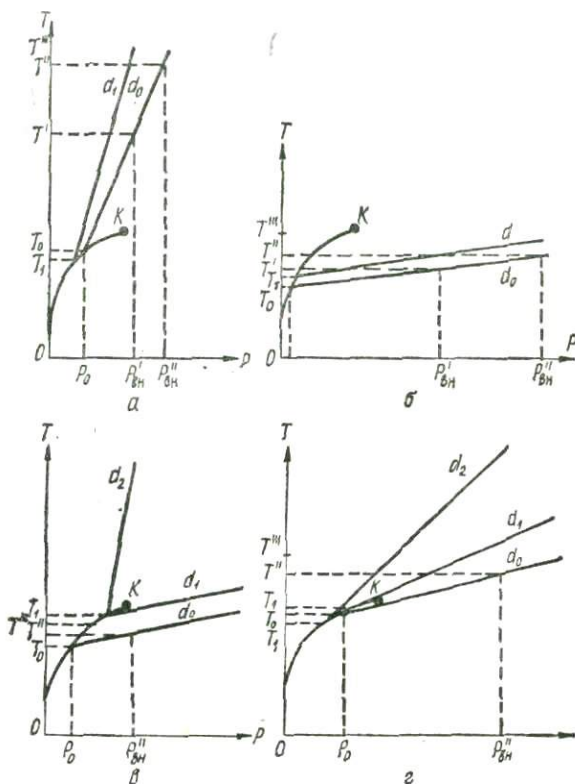 T
T‴
T″
d₁
d₀
T′
K
T₀
T₁
0
P₀
P′вн
P″вн
P
а
T
K
T‴
T″
T′
T₁
T₀
d
d₀
0
P′вн
P″вн
P
б
T
d₂
K
d₁
T₁
T″
d₀
T₀
0
P₀
P″вн
P
в
T
d₂
d₁
T‴
d₀
T″
K
T₁
T₀
T₁
0
P₀
P″вн
г